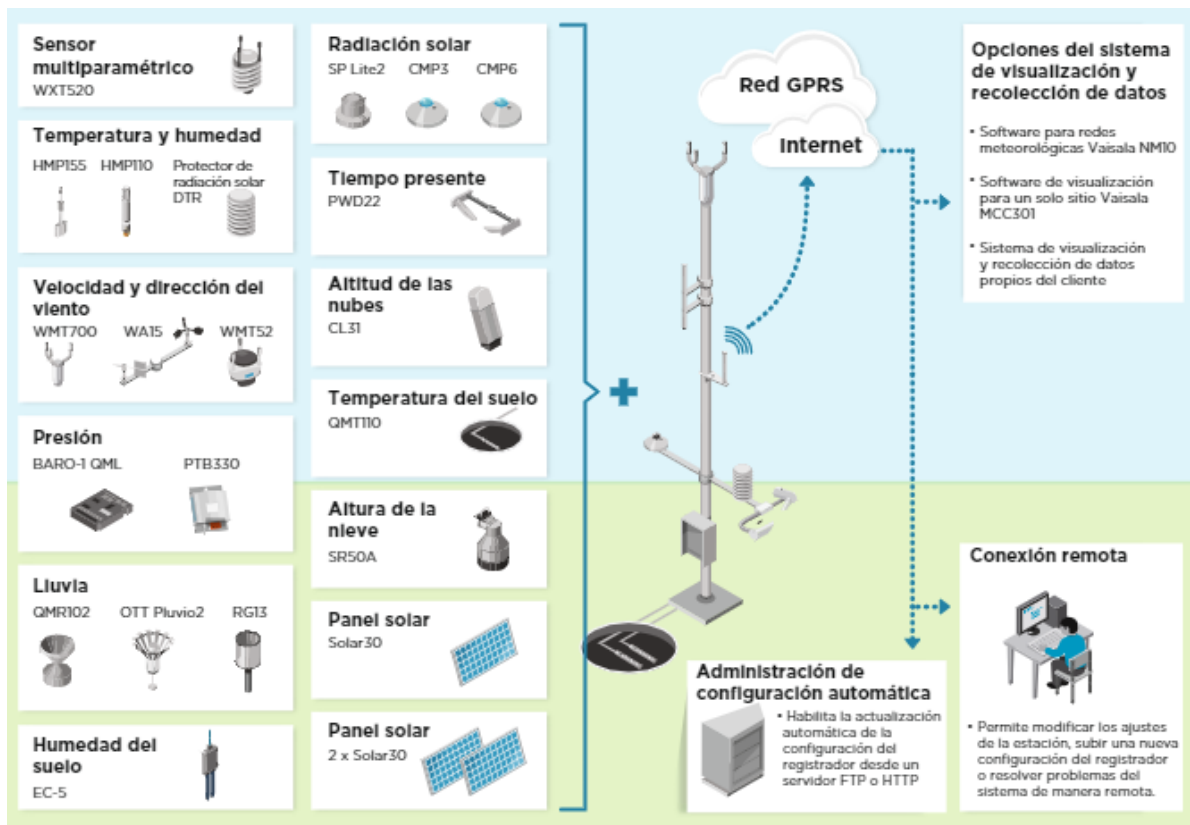 Sensor
multiparamétrico
WXT520
Temperatura y humedad
HMP155 HMP110 Protector de
radiación solar
DTR
Velocidad y dirección del
viento
WMT700 WA15 WMT52
Presión
BARO-1 QML PTB330
Lluvia
QMR102 OTT Pluvio2 RG13
Humedad del
suelo
EC-5
Radiación solar
SP Lite2 CMP3 CMP6
Tiempo presente
PWD22
Altitud de las
nubes
CL31
Temperatura del suelo
QMT110
Altura de la
nieve
SR50A
Panel solar
Solar30
Panel solar
2 x Solar30
Red GPRS
Internet
Opciones del sistema
de visualización y
recolección de datos
• Software para redes
meteorológicas Vaisala NM10
• Software de visualización
para un solo sitio Vaisala
MCC301
• Sistema de visualización
y recolección de datos
propios del cliente
Administración de
configuración automática
• Habilita la actualización
automática de la
configuración del
registrador desde un
servidor FTP o HTTP
Conexión remota
• Permite modificar los ajustes
de la estación, subir una nueva
configuración del registrador
o resolver problemas del
sistema de manera remota.